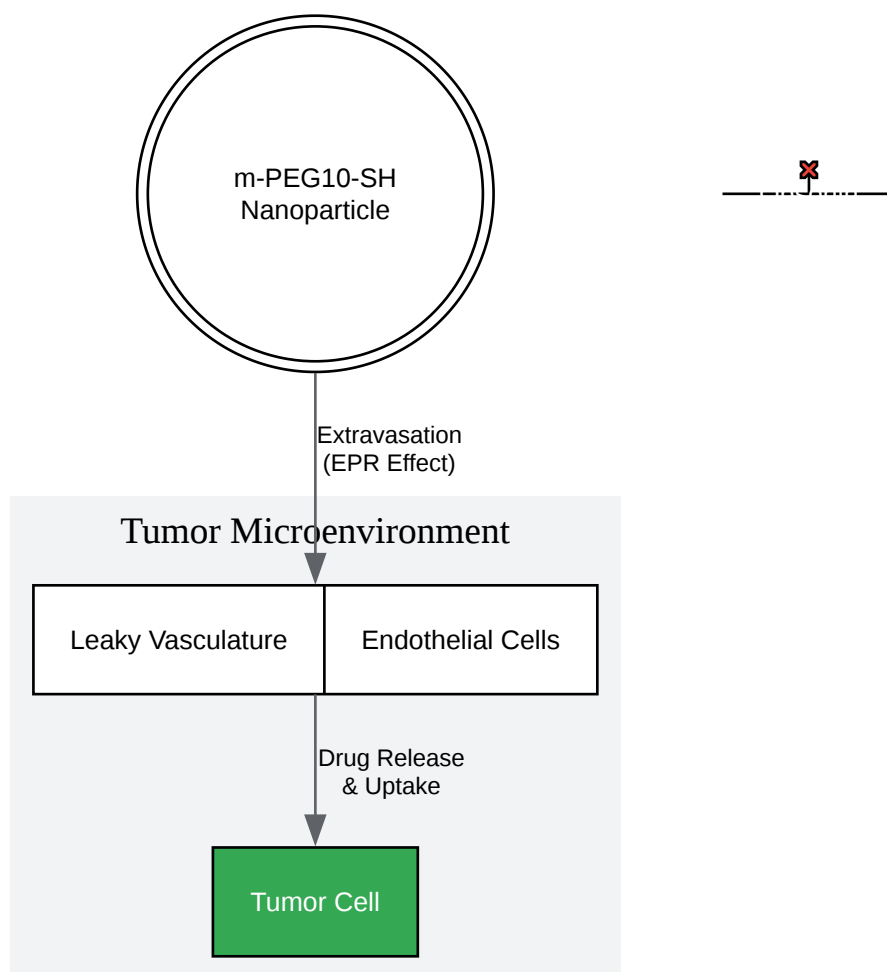 m-PEG10-SH
Nanoparticle
Extravasation
(EPR Effect)
Tumor Microenvironment
Leaky Vasculature
Endothelial Cells
Drug Release
& Uptake
Tumor Cell